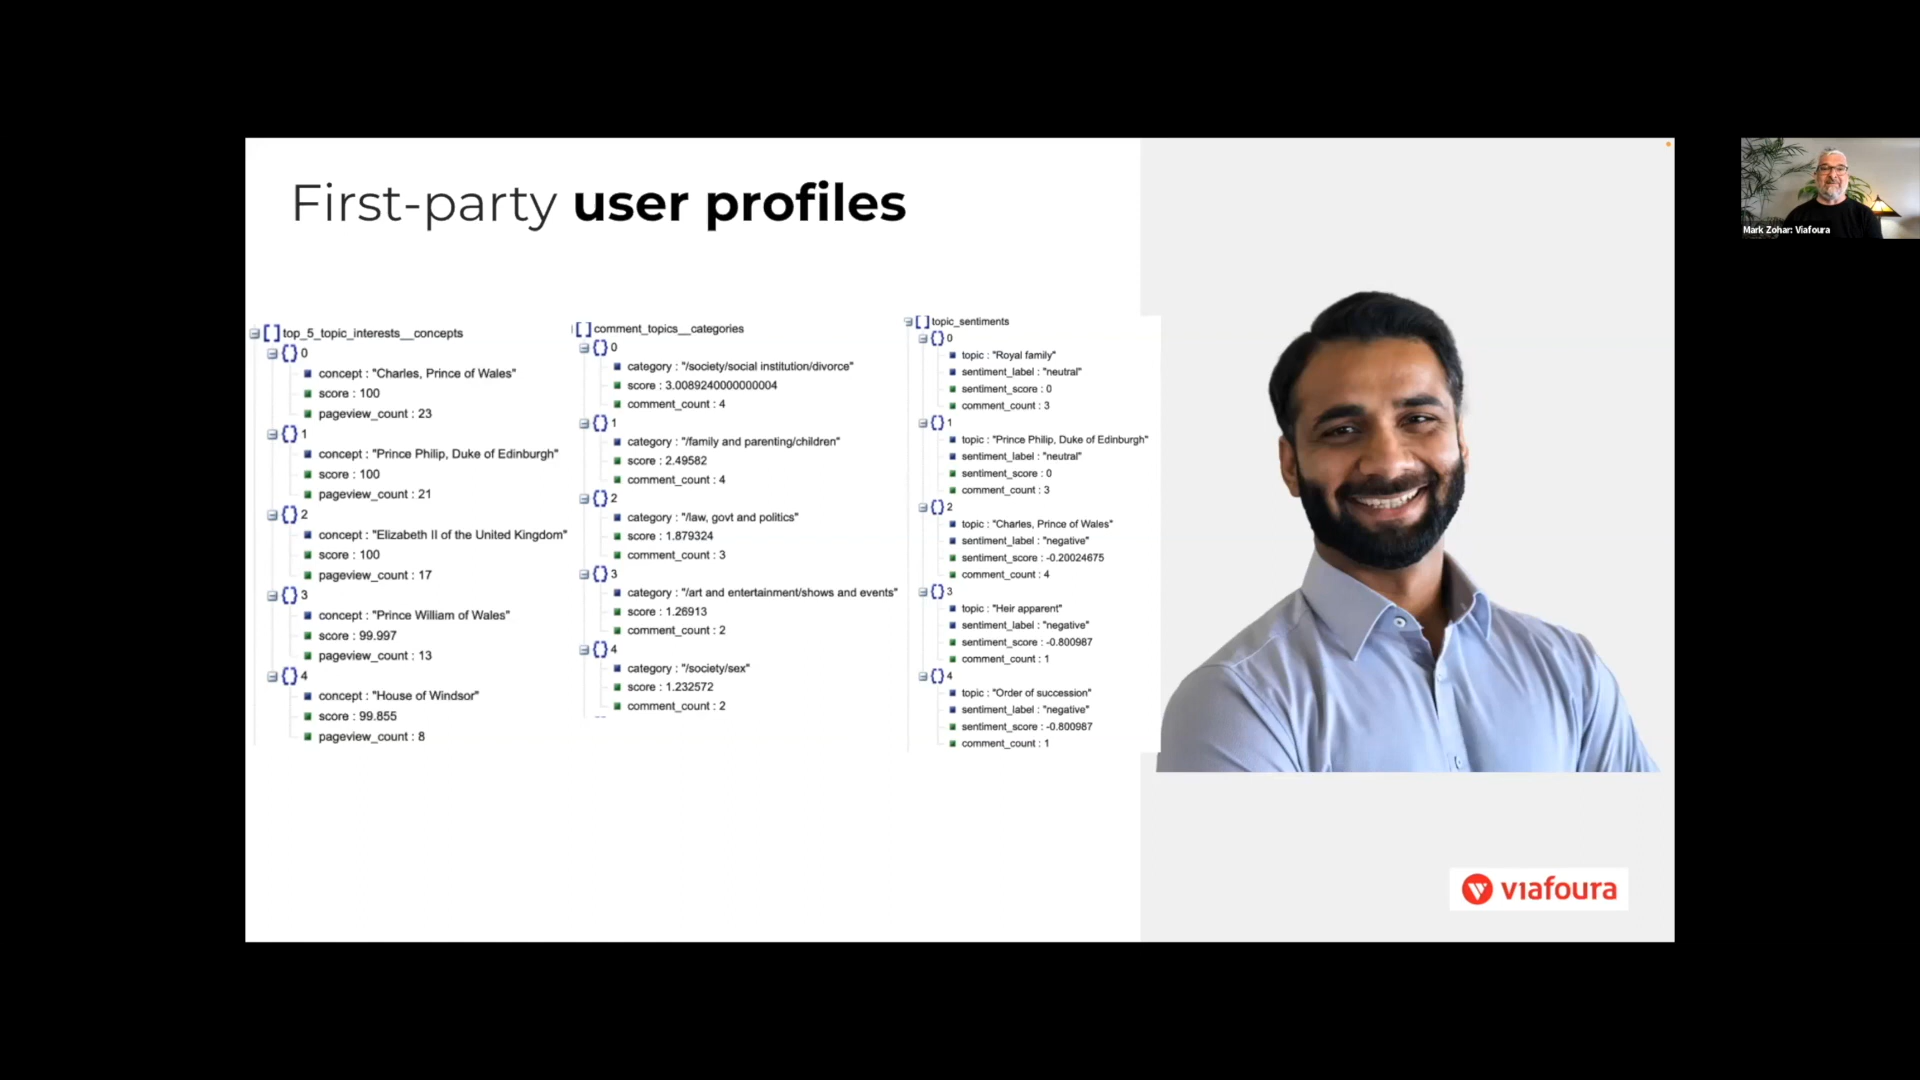 First-party user profiles
[ ] top_5_topic_interests__concepts
{} 0
concept : "Charles, Prince of Wales"
score : 100
pageview_count : 23
{} 1
concept : "Prince Philip, Duke of Edinburgh"
score : 100
pageview_count : 21
{} 2
concept : "Elizabeth II of the United Kingdom"
score : 100
pageview_count : 17
{} 3
concept : "Prince William of Wales"
score : 99.997
pageview_count : 13
{} 4
concept : "House of Windsor"
score : 99.855
pageview_count : 8
[ ] comment_topics__categories
{} 0
category : "/society/social institution/divorce"
score : 3.0089240000000004
comment_count : 4
{} 1
category : "/family and parenting/children"
score : 2.49582
comment_count : 4
{} 2
category : "/law, govt and politics"
score : 1.879324
comment_count : 3
{} 3
category : "/art and entertainment/shows and events"
score : 1.26913
comment_count : 2
{} 4
category : "/society/sex"
score : 1.232572
comment_count : 2
[ ] topic_sentiments
{} 0
topic : "Royal family"
sentiment_label : "neutral"
sentiment_score : 0
comment_count : 3
{} 1
topic : "Prince Philip, Duke of Edinburgh"
sentiment_label : "neutral"
sentiment_score : 0
comment_count : 3
{} 2
topic : "Charles, Prince of Wales"
sentiment_label : "negative"
sentiment_score : -0.20024675
comment_count : 4
{} 3
topic : "Heir apparent"
sentiment_label : "negative"
sentiment_score : -0.800987
comment_count : 1
{} 4
topic : "Order of succession"
sentiment_label : "negative"
sentiment_score : -0.800987
comment_count : 1
viafoura
Mark Zohar: Viafoura